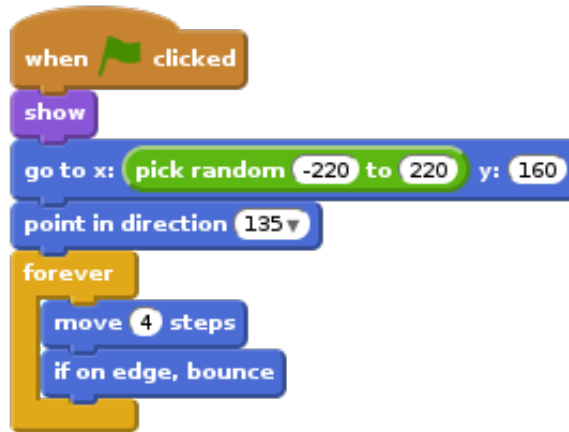 when clicked
show
go to x: pick random -220 to 220 y: 160
point in direction 135
forever
move 4 steps
if on edge, bounce